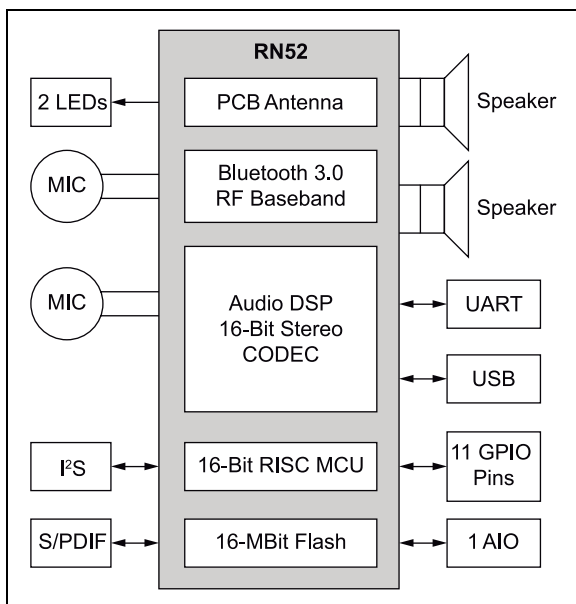 RN52
2 LEDs
PCB Antenna
Speaker
MIC
Bluetooth 3.0
RF Baseband
Speaker
MIC
Audio DSP
16-Bit Stereo
CODEC
UART
USB
I²S
16-Bit RISC MCU
11 GPIO
Pins
S/PDIF
16-MBit Flash
1 AIO